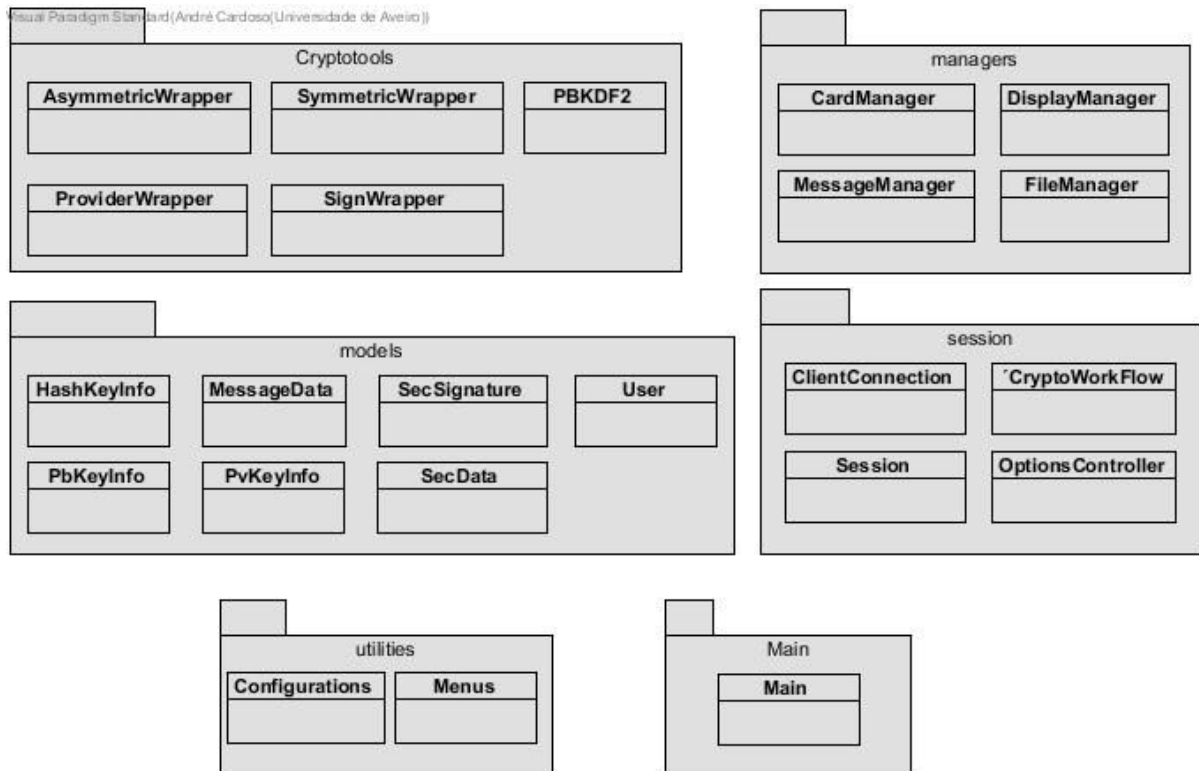 Visual Paradigm Standard(André Cardoso(Universidade de Aveiro))
Cryptotools
AsymmetricWrapper
SymmetricWrapper
PBKDF2
ProviderWrapper
SignWrapper
managers
CardManager
DisplayManager
MessageManager
FileManager
models
HashKeyInfo
MessageData
SecSignature
User
PbKeyInfo
PvKeyInfo
SecData
session
ClientConnection
´CryptoWorkFlow
Session
OptionsController
utilities
Configurations
Menus
Main
Main